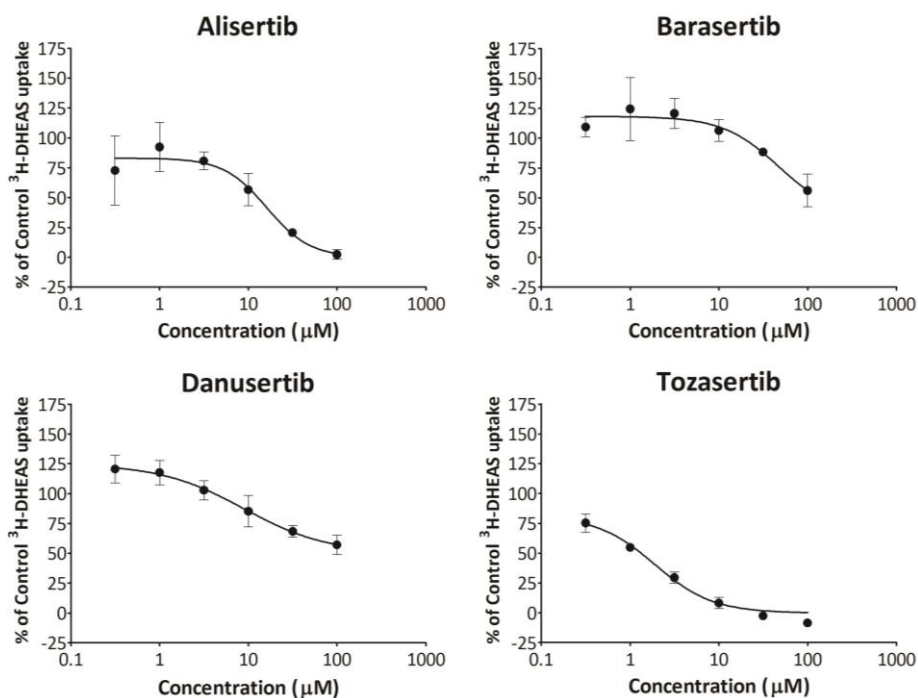 Alisertib
% of Control ³H-DHEAS uptake
175
150
125
100
75
50
25
0
-25
0.1 1 10 100 1000
Concentration (μM)
Barasertib
% of Control ³H-DHEAS uptake
175
150
125
100
75
50
25
0
-25
0.1 1 10 100 1000
Concentration (μM)
Danusertib
% of Control ³H-DHEAS uptake
175
150
125
100
75
50
25
0
-25
0.1 1 10 100 1000
Concentration (μM)
Tozasertib
% of Control ³H-DHEAS uptake
175
150
125
100
75
50
25
0
-25
0.1 1 10 100 1000
Concentration (μM)